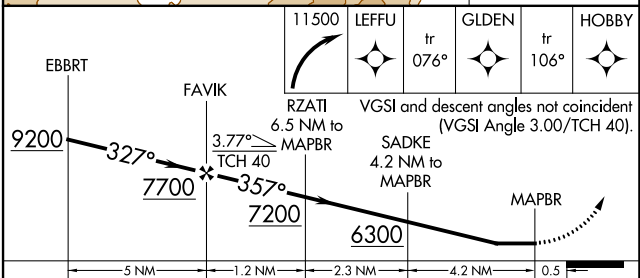 11500
LEFFU
tr
076°
GLDEN
tr
106°
HOBBY
EBBRT
FAVIK
RZATI
6.5 NM to
MAPBR
VGSI and descent angles not coincident
(VGSI Angle 3.00/TCH 40).
SADKE
4.2 NM to
MAPBR
MAPBR
9200
327°
7700
3.77°
TCH 40
357°
7200
6300
5 NM
1.2 NM
2.3 NM
4.2 NM
0.5